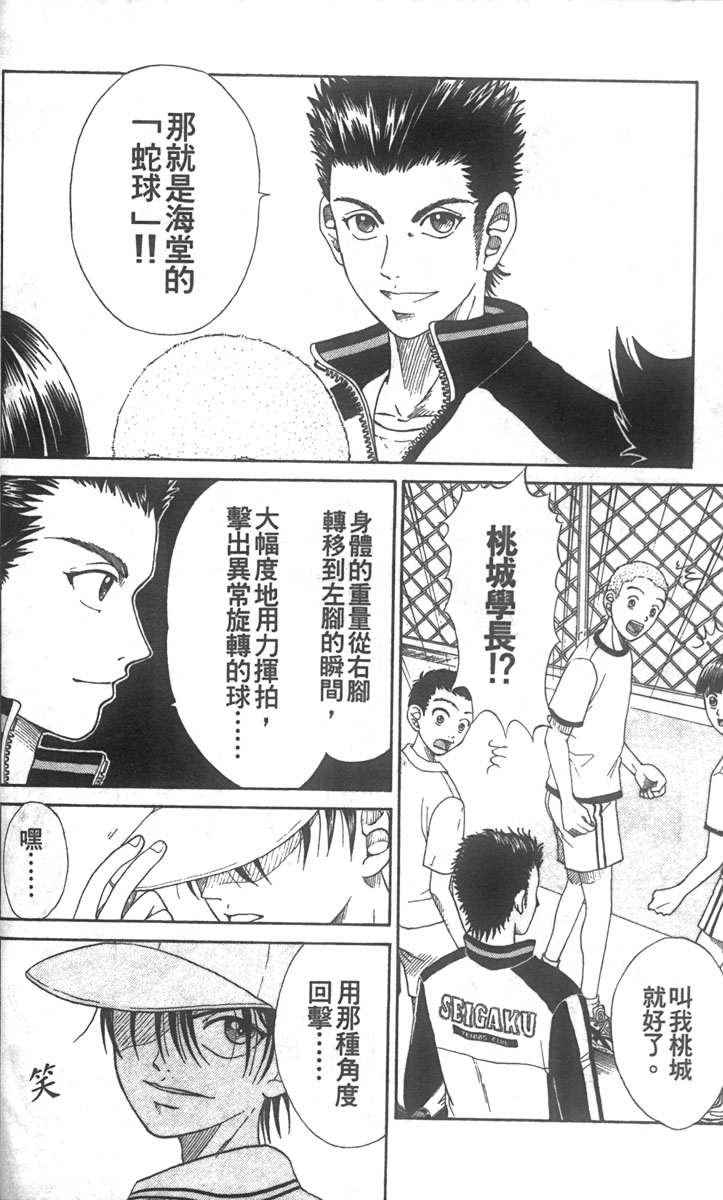 那就是海堂的
「蛇球」!!
桃城學長!?
叫我桃城
就好了。
SEIGAKU
TENNIS CLUB
身體的重量從右腳
轉移到左腳的瞬間，
大幅度地用力揮拍，
擊出異常旋轉的球……
嘿……
用那種角度
回擊……
笑